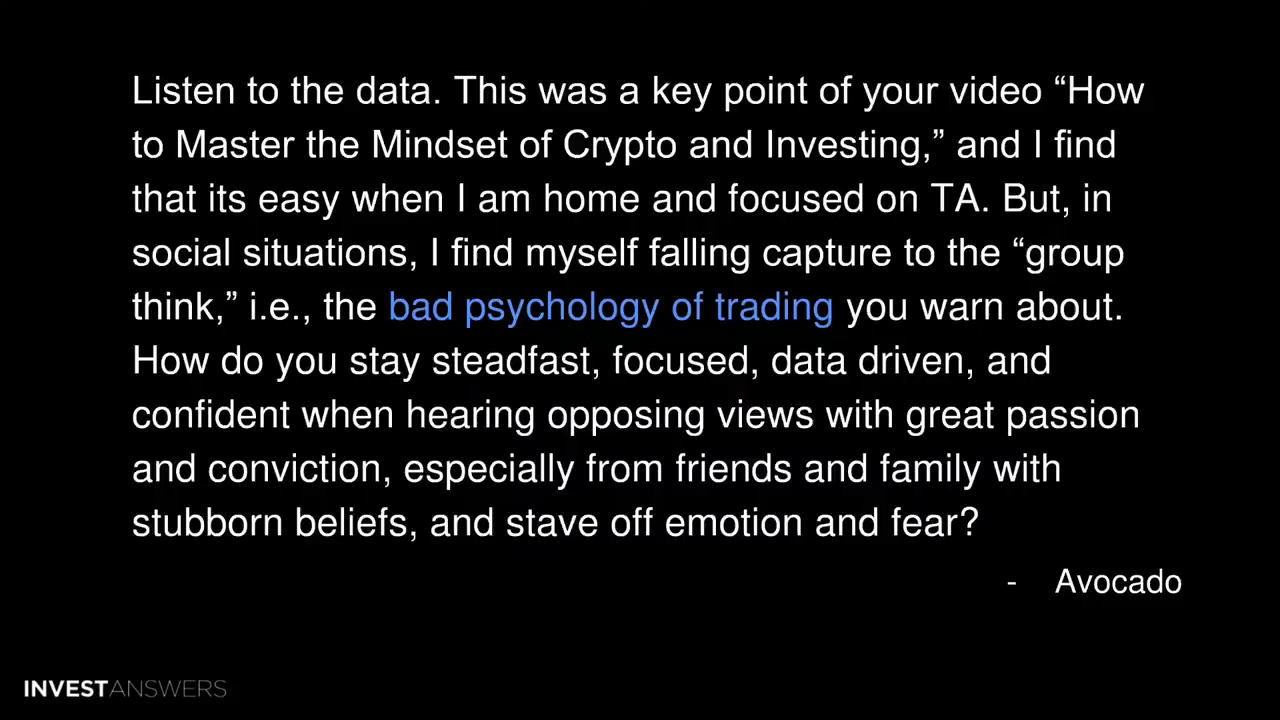 Listen to the data. This was a key point of your video “How
to Master the Mindset of Crypto and Investing,” and I find
that its easy when I am home and focused on TA. But, in
social situations, I find myself falling capture to the “group
think,” i.e., the bad psychology of trading you warn about.
How do you stay steadfast, focused, data driven, and
confident when hearing opposing views with great passion
and conviction, especially from friends and family with
stubborn beliefs, and stave off emotion and fear?
- Avocado
INVESTANSWERS